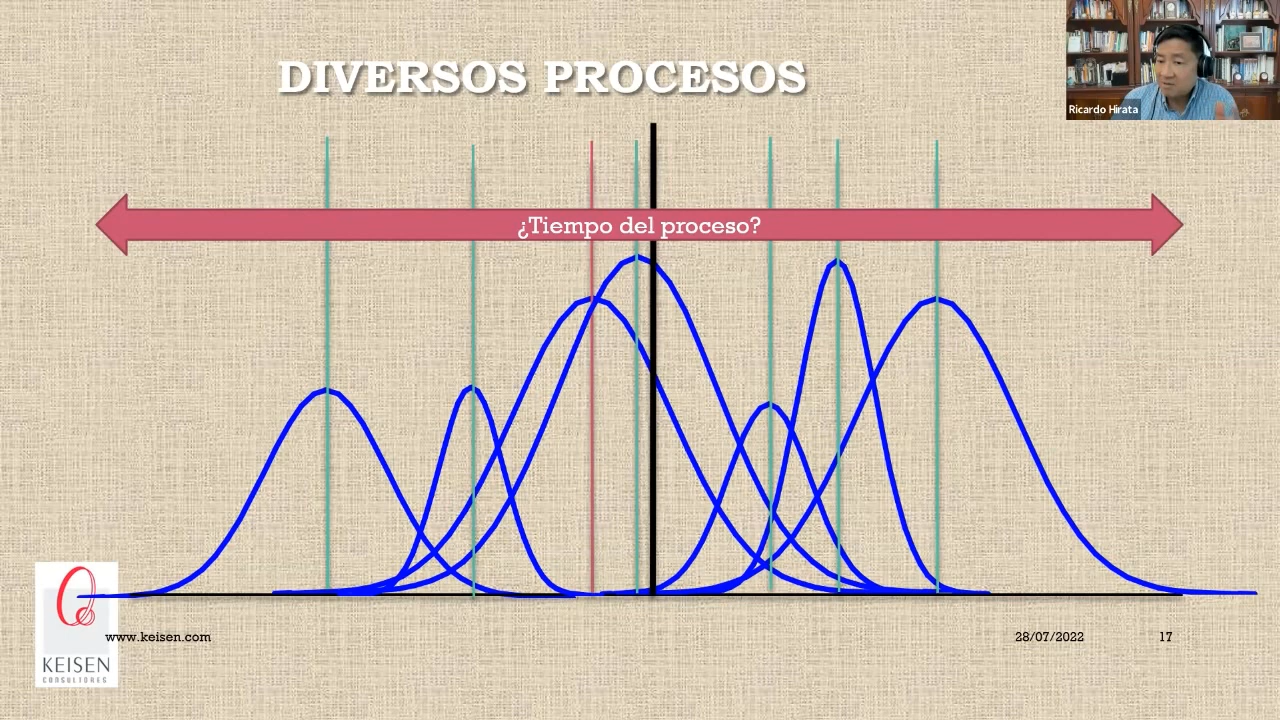 DIVERSOS PROCESOS
Ricardo Hirata
¿Tiempo del proceso?
www.keisen.com
28/07/2022
17
KEISEN
CONSULTORES